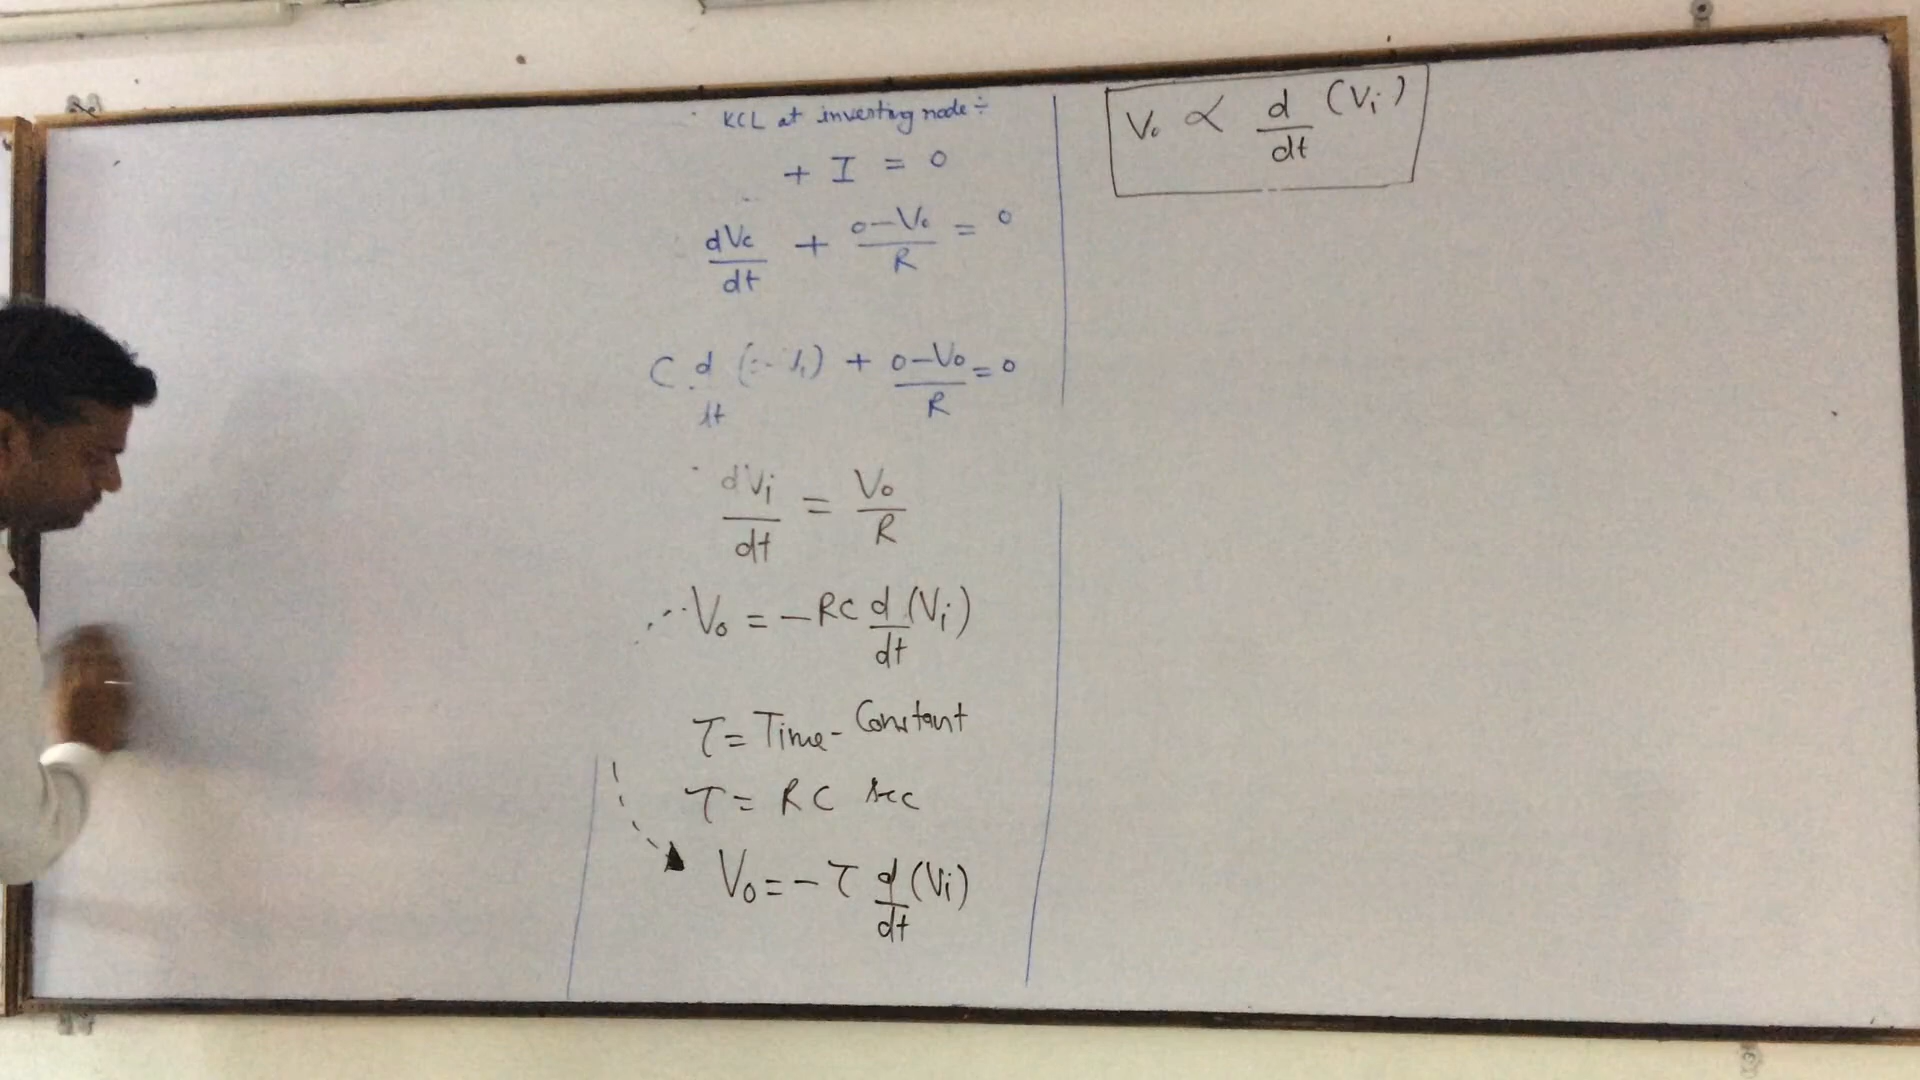 KCL at inverting node ÷
+ I = 0
dVc/dt + 0-Vo/R = 0
C d/dt + 0-Vo/R = 0
dVi/dt = Vo/R
Vo = -RC d/dt (Vi)
τ = Time-Constant
τ = RC sec
Vo = -τ d/dt (Vi)
Vo ∝ d/dt (Vi)